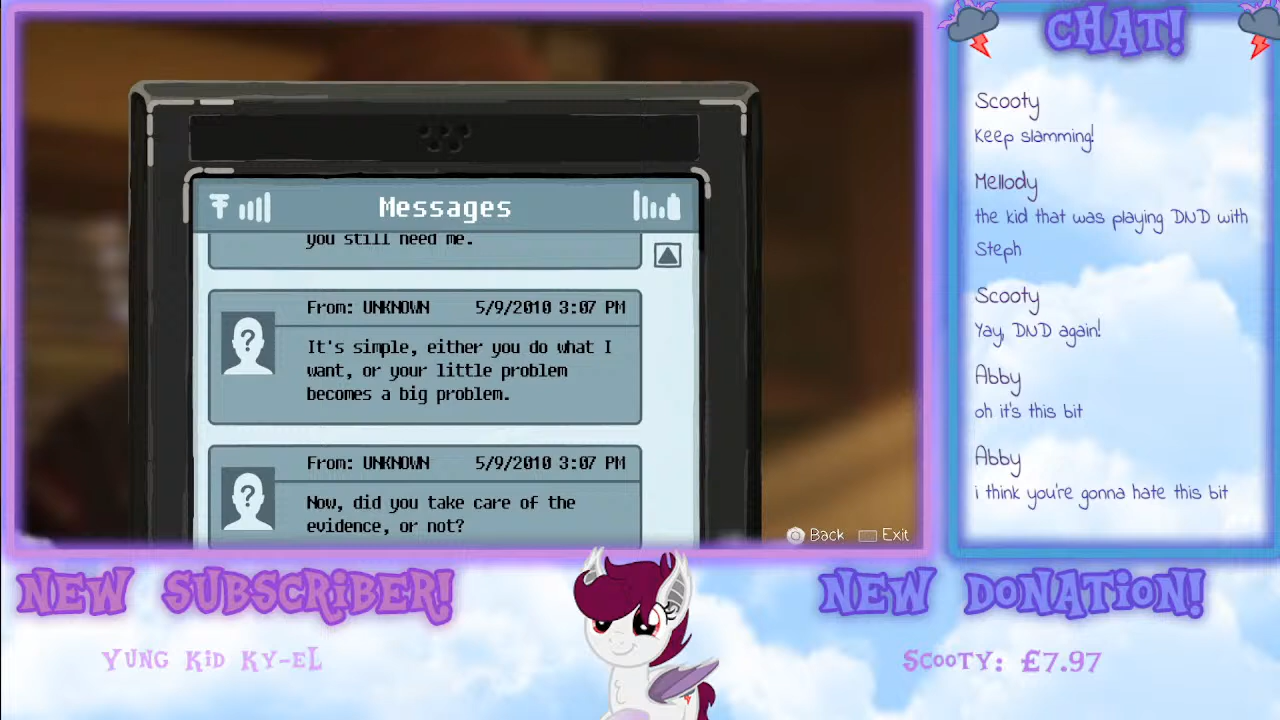 Messages
you still need me.
From: UNKNOWN 5/9/2010 3:07 PM
It's simple, either you do what I
want, or your little problem
becomes a big problem.
From: UNKNOWN 5/9/2010 3:07 PM
Now, did you take care of the
evidence, or not?
Back Exit
CHAT!
Scooty
Keep slamming!
Mellody
the kid that was playing DND with
Steph
Scooty
Yay, DND again!
Abby
oh it's this bit
Abby
i think you're gonna hate this bit
NEW SUBSCRIBER!
YUNG KID KY-EL
NEW DONATION!
SCOOTY: £7.97